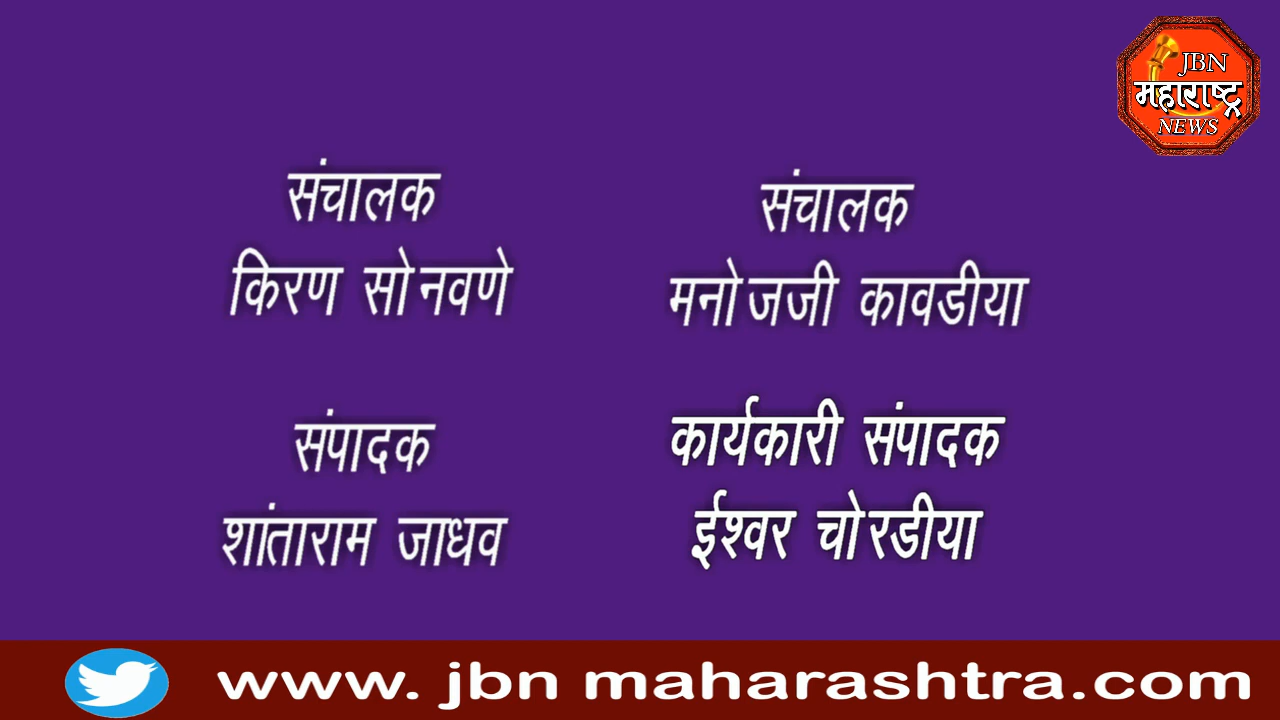 JBN
महाराष्ट्र
NEWS
संचालक
किरण सोनवणे
संचालक
मनोजजी कावडीया
संपादक
शांताराम जाधव
कार्यकारी संपादक
ईश्वर चोरडीया
www. jbn maharashtra.com